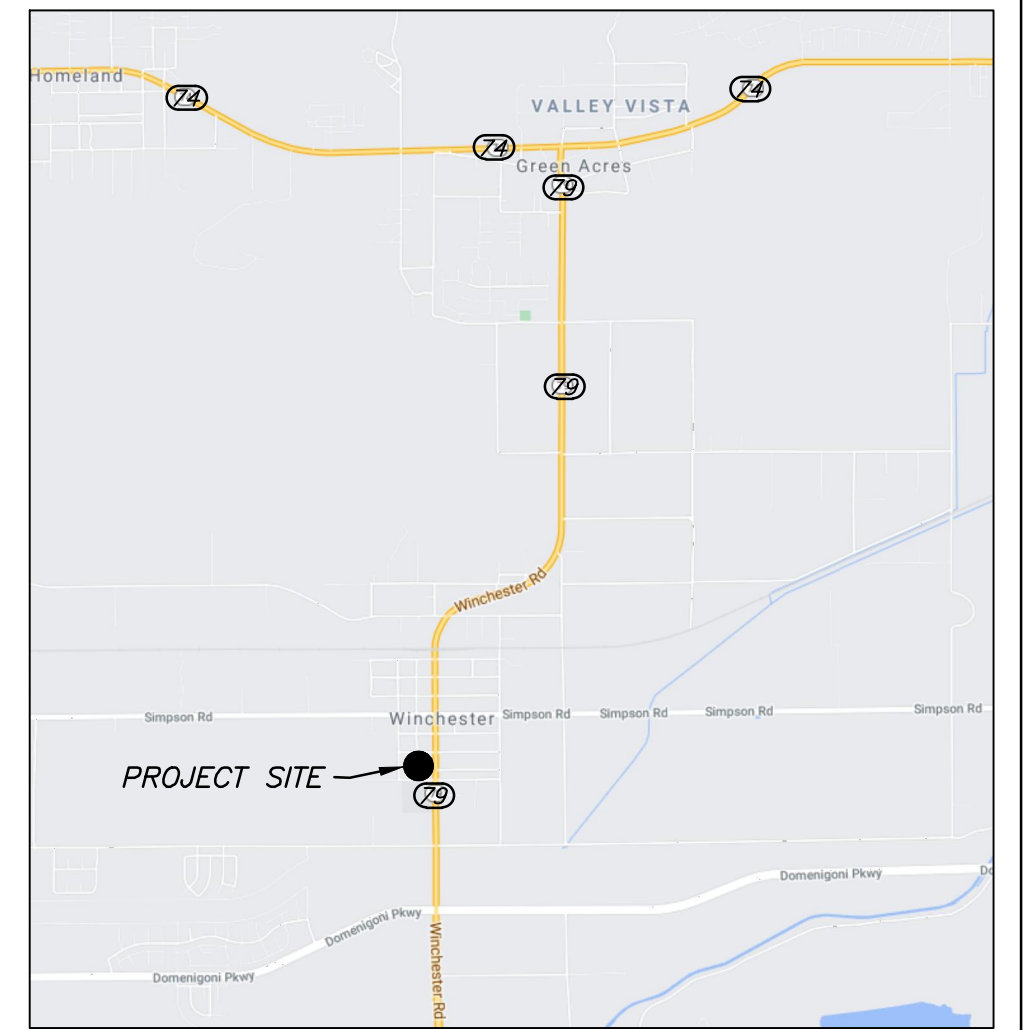 Homeland
74
74
VALLEY VISTA
74
Green Acres
79
79
Winchester Rd
Simpson Rd
Winchester
Simpson Rd
Simpson Rd
Simpson Rd
Simpson Rd
PROJECT SITE
79
Domenigoni Pkwy
Do
Domenigoni Pkwy
Winchester Rd
Domenigoni Pkwy